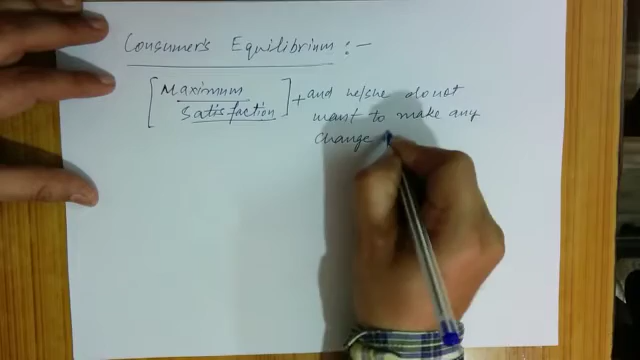 Consumer's Equilibrium :-
[Maximum
Satisfaction] + and he/she do not
want to make any
change